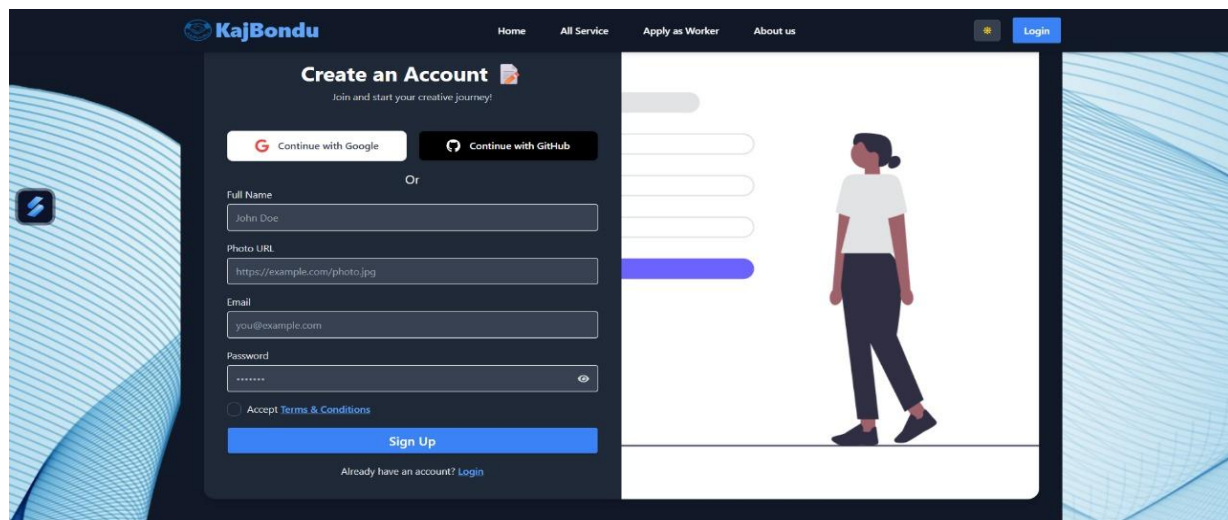 KajBondu
Home All Service Apply as Worker About us
Login
Create an Account
Join and start your creative journey!
Continue with Google Continue with GitHub
Or
Full Name
John Doe
Photo URL
https://example.com/photo.jpg
Email
you@example.com
Password
•••••••
Accept Terms & Conditions
Sign Up
Already have an account? Login